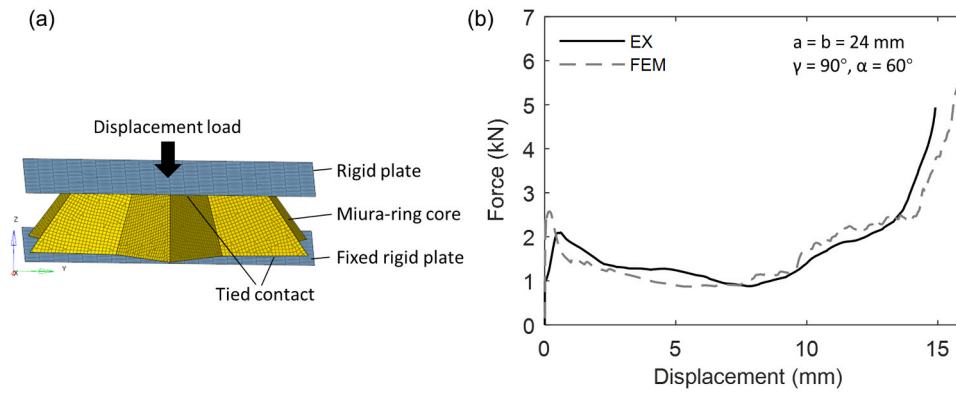 (a)
Displacement load
Rigid plate
Miura-ring core
Fixed rigid plate
Tied contact
Z
Y
X
(b)
7
6
5
4
3
2
1
0
Force (kN)
EX
FEM
a = b = 24 mm
γ = 90°, α = 60°
0
5
10
15
Displacement (mm)